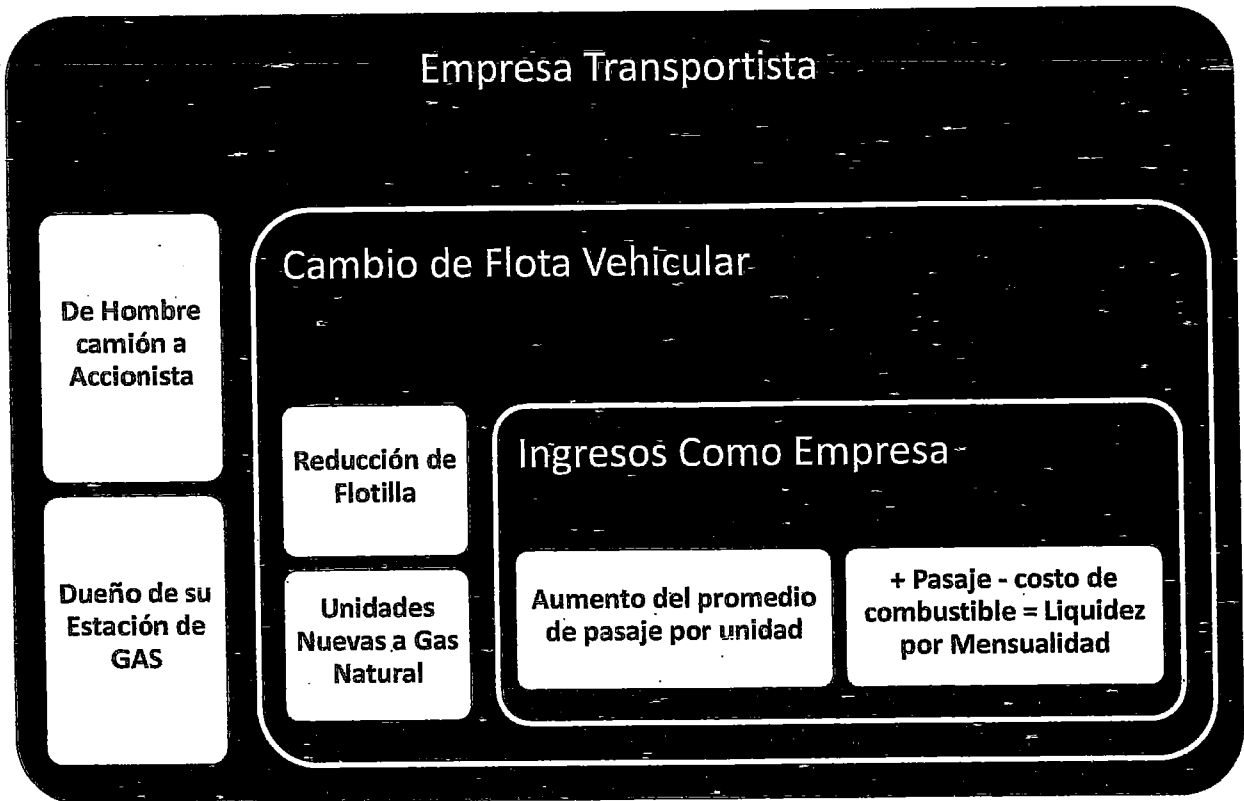 Empresa Transportista
De Hombre
camión a
Accionista
Dueño de su
Estación de
GAS
Cambio de Flota Vehicular
Reducción de
Flotilla
Unidades
Nuevas a Gas
Natural
Ingresos Como Empresa
Aumento del promedio
de pasaje por unidad
+ Pasaje - costo de
combustible = Liquidez
por Mensualidad